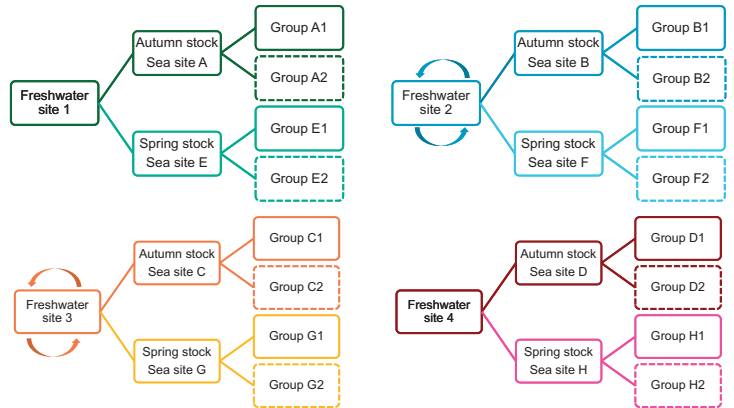 Freshwater
site 1
Autumn stock
Sea site A
Group A1
Group A2
Spring stock
Sea site E
Group E1
Group E2
Freshwater
site 2
Autumn stock
Sea site B
Group B1
Group B2
Spring stock
Sea site F
Group F1
Group F2
Freshwater
site 3
Autumn stock
Sea site C
Group C1
Group C2
Spring stock
Sea site G
Group G1
Group G2
Freshwater
site 4
Autumn stock
Sea site D
Group D1
Group D2
Spring stock
Sea site H
Group H1
Group H2